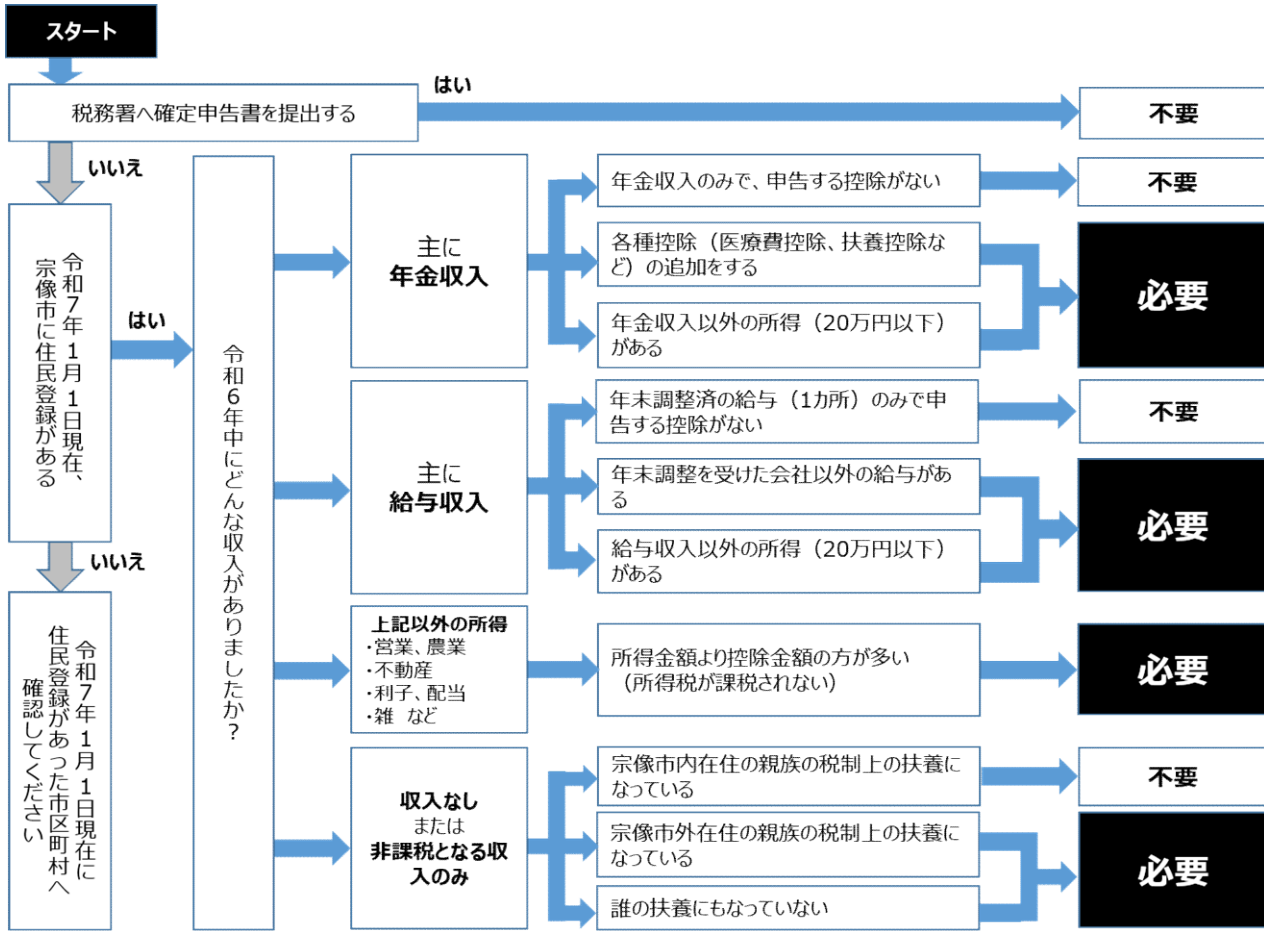 スタート
税務署へ確定申告書を提出する
はい
不要
いいえ
令和7年1月1日現在、
宗像市に住民登録がある
はい
いいえ
令和7年1月1日現在に
住民登録があった市区町村へ
確認してください
令和6年中にどんな収入がありましたか？
主に
年金収入
年金収入のみで、申告する控除がない
不要
各種控除（医療費控除、扶養控除な
ど）の追加をする
年金収入以外の所得（20万円以下）
がある
必要
主に
給与収入
年末調整済の給与（1カ所）のみで申
告する控除がない
不要
年末調整を受けた会社以外の給与があ
る
給与収入以外の所得（20万円以下）
がある
必要
上記以外の所得
・営業、農業
・不動産
・利子、配当
・雑　など
所得金額より控除金額の方が多い
（所得税が課税されない）
必要
収入なし
または
非課税となる収
入のみ
宗像市内在住の親族の税制上の扶養に
なっている
不要
宗像市外在住の親族の税制上の扶養に
なっている
誰の扶養にもなっていない
必要